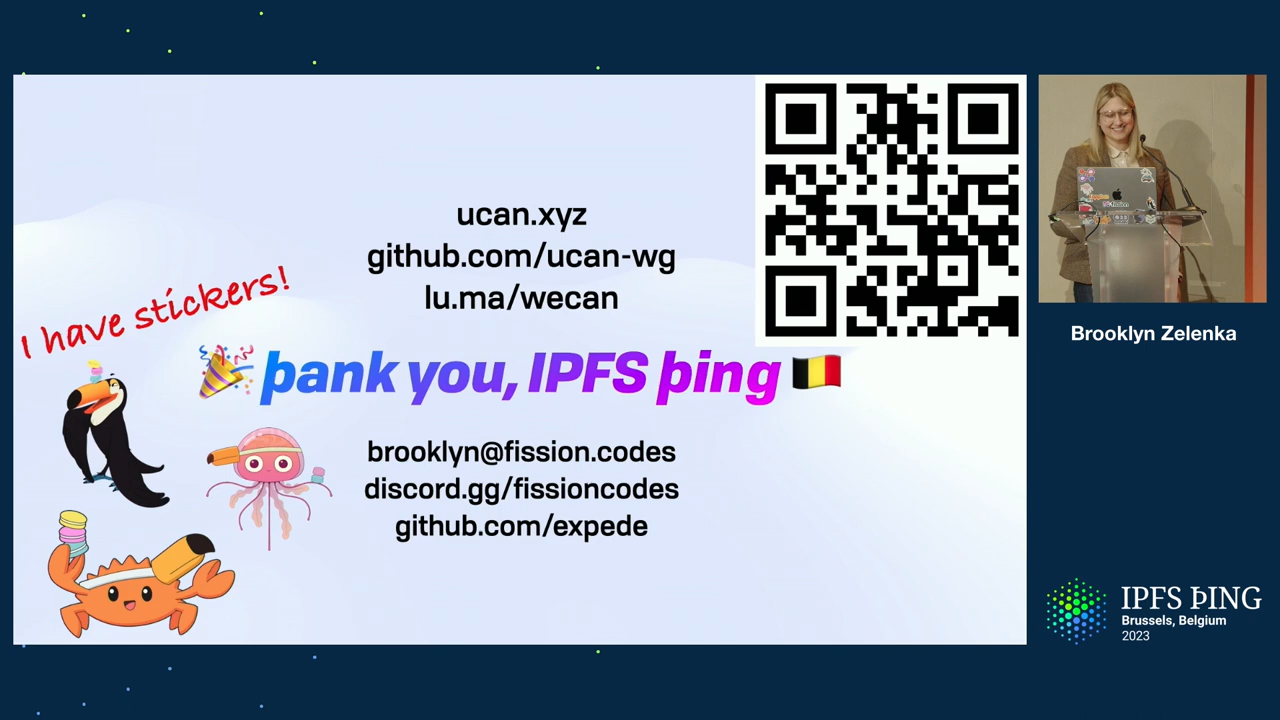 ucan.xyz
github.com/ucan-wg
lu.ma/wecan
I have stickers!
🎉 þank you, IPFS þing 🇧🇪
brooklyn@fission.codes
discord.gg/fissioncodes
github.com/expede
Brooklyn Zelenka
IPFS ÞING
Brussels, Belgium
2023